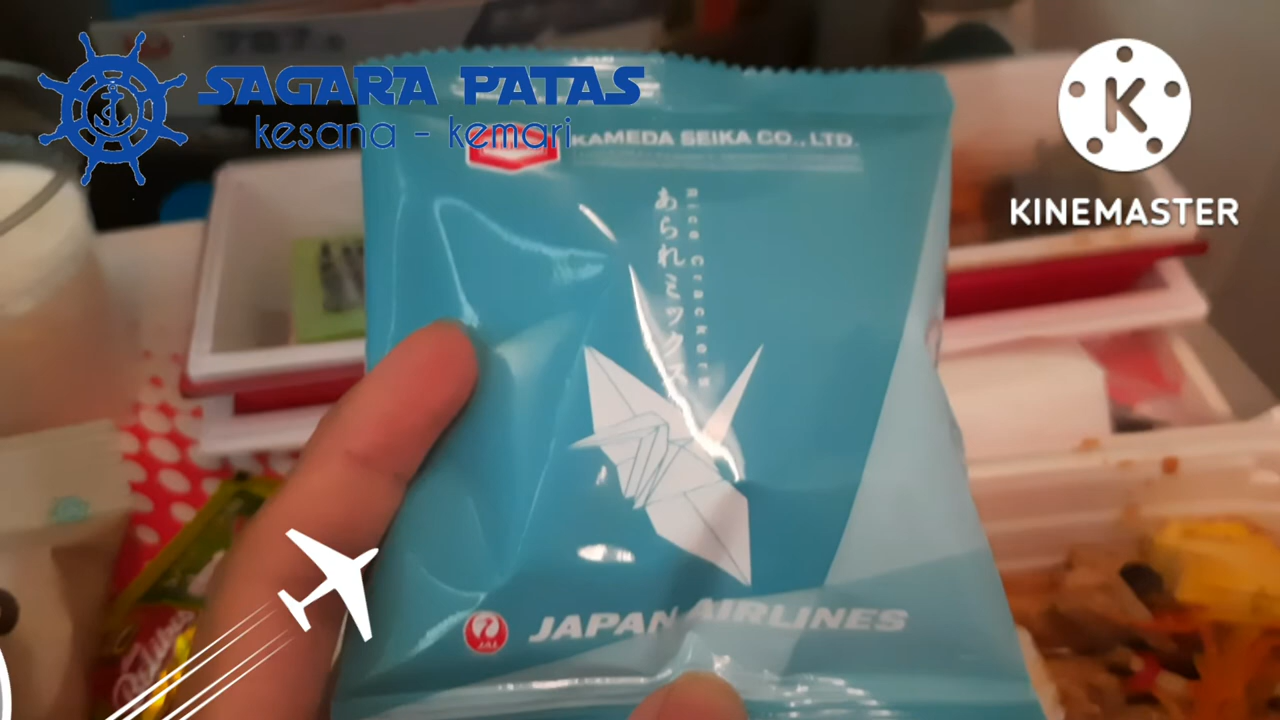 SAGARA PATAS
kesana - kemari
K
KINEMASTER
KAMEDA SEIKA CO., LTD.
Rice Crackers
あられミックス
JAL
JAPAN AIRLINES